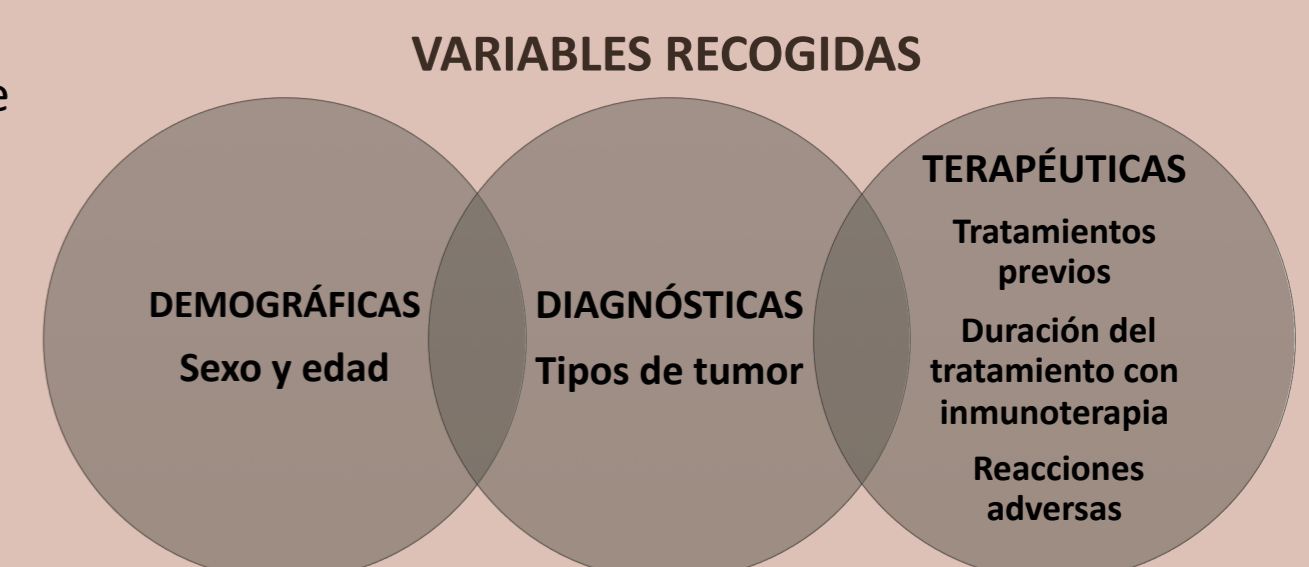 VARIABLES RECOGIDAS
e
DEMOGRÁFICAS
Sexo y edad
DIAGNÓSTICAS
Tipos de tumor
TERAPÉUTICAS
Tratamientos
previos
Duración del
tratamiento con
inmunoterapia
Reacciones
adversas